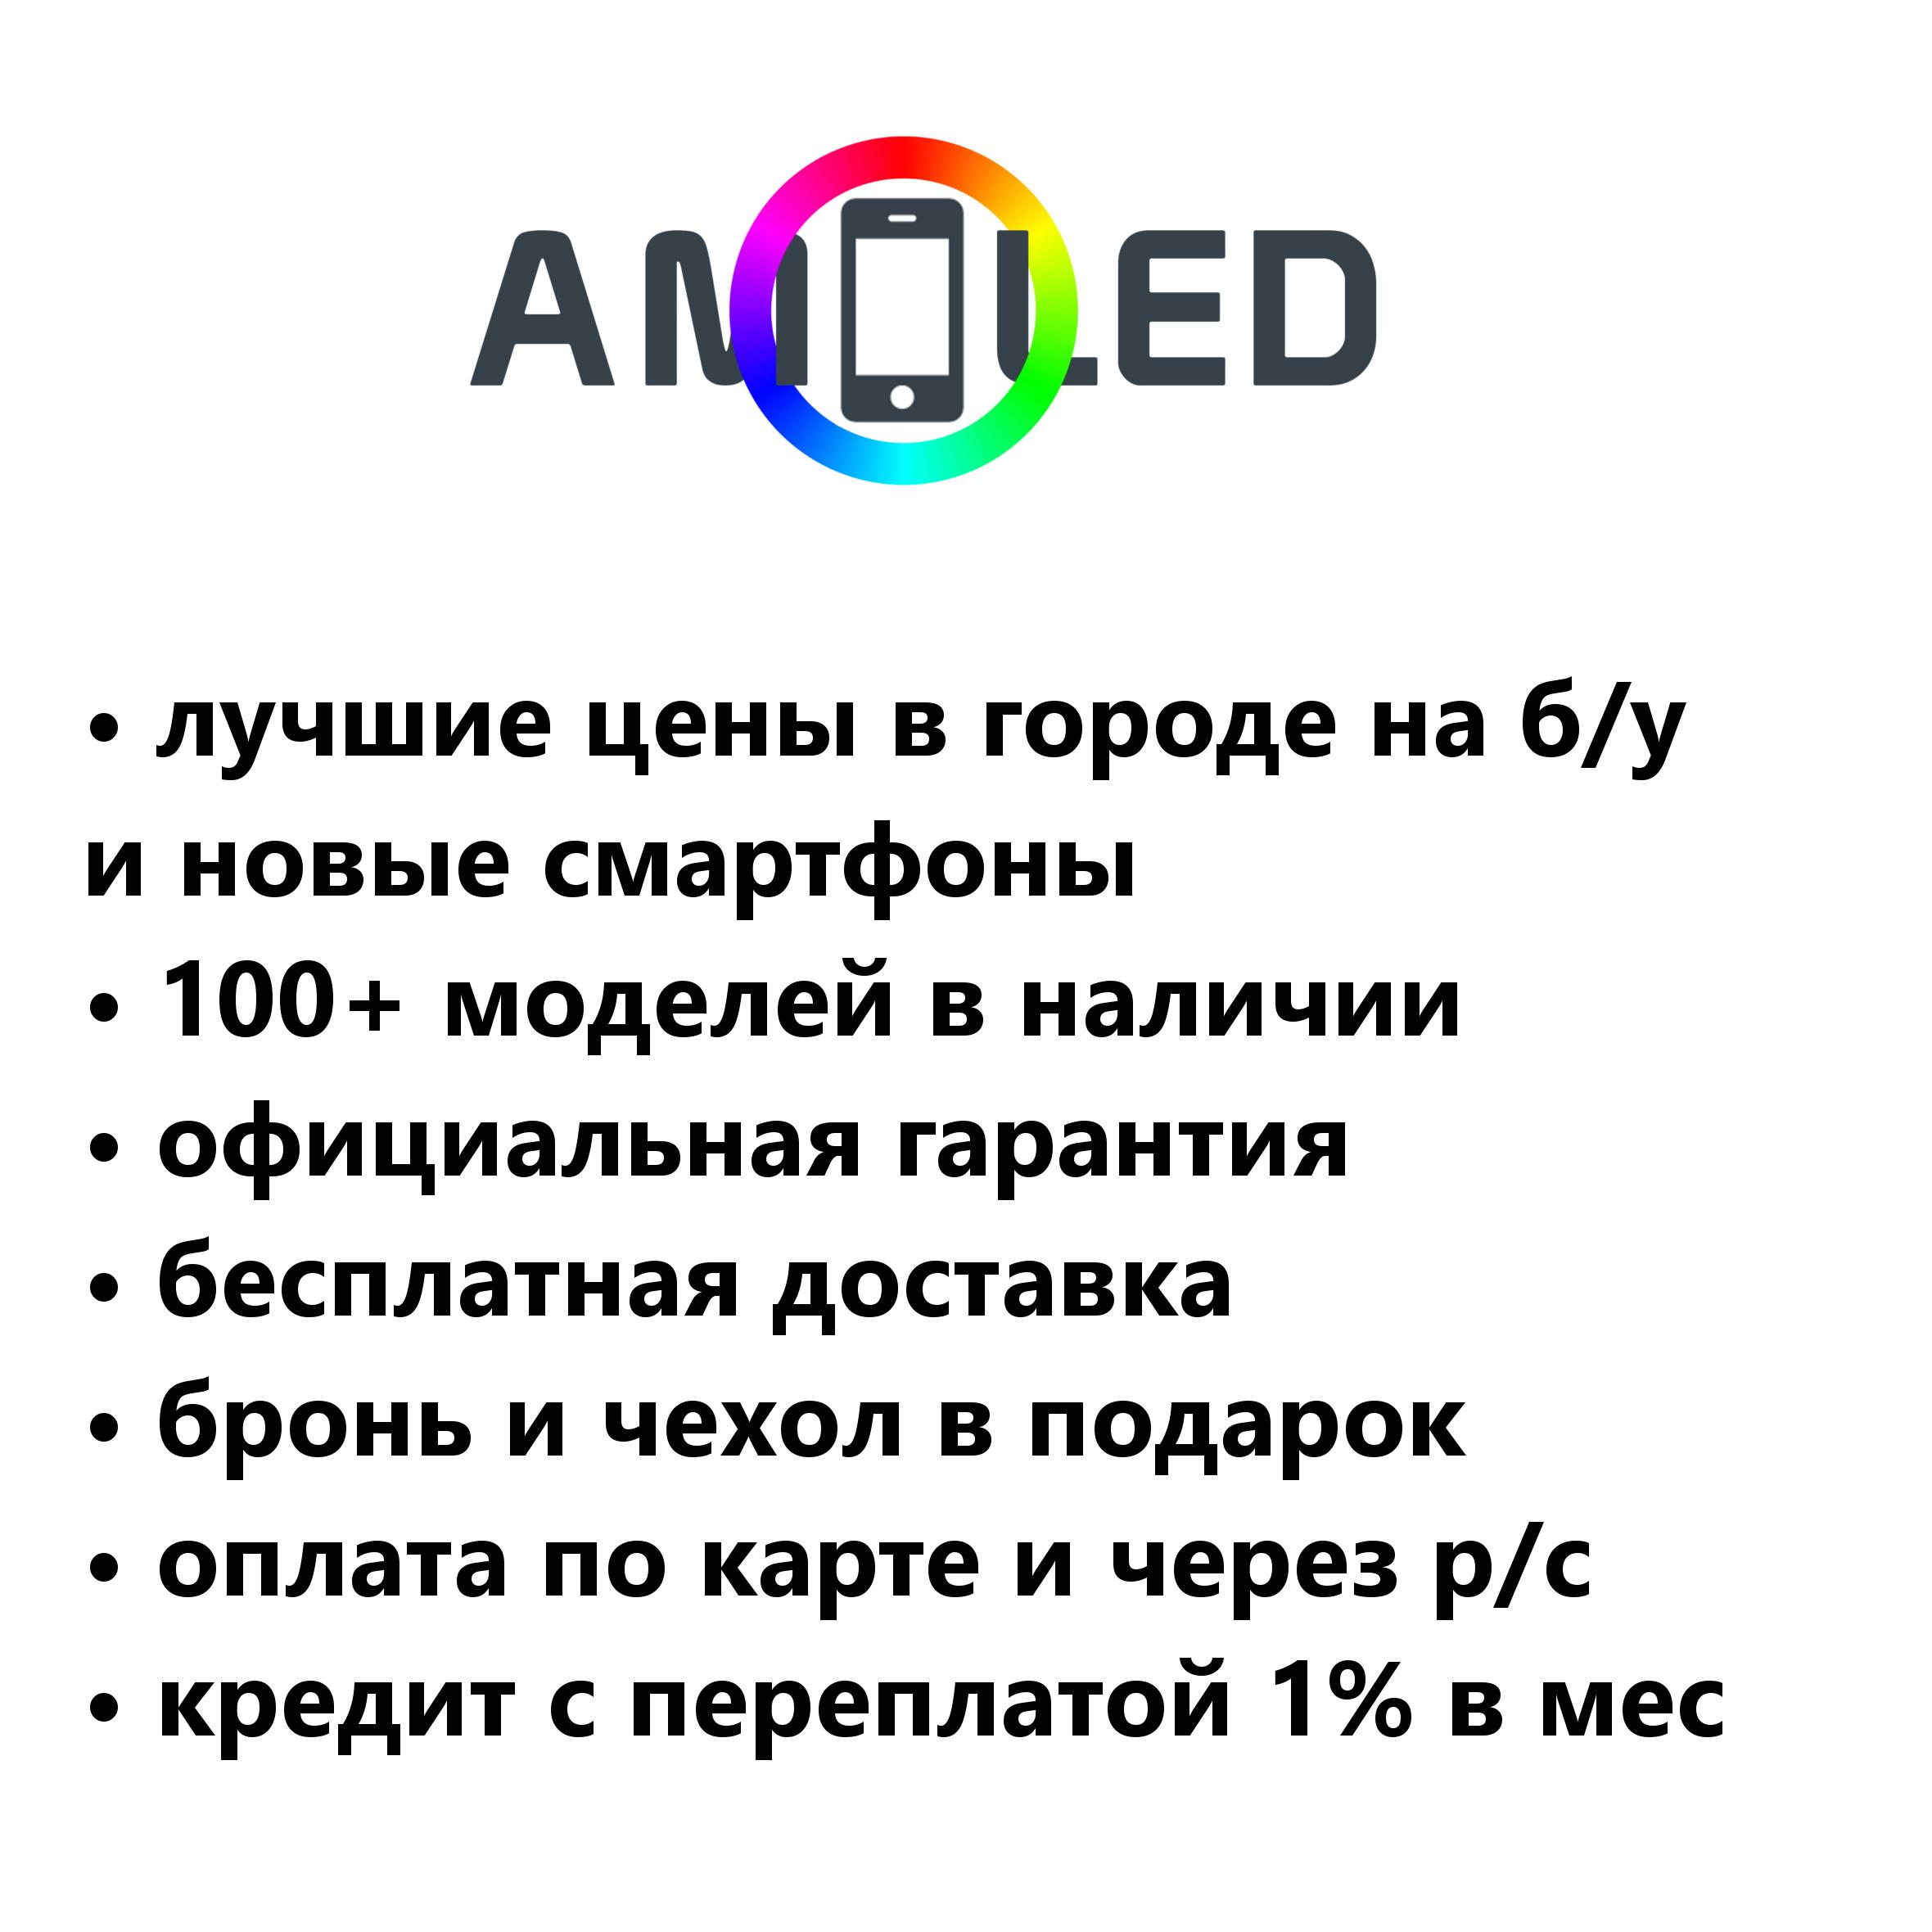 AMOLED
• лучшие цены в городе на б/у
и новые смартфоны
• 100+ моделей в наличии
• официальная гарантия
• бесплатная доставка
• бронь и чехол в подарок
• оплата по карте и через р/с
• кредит с переплатой 1% в мес